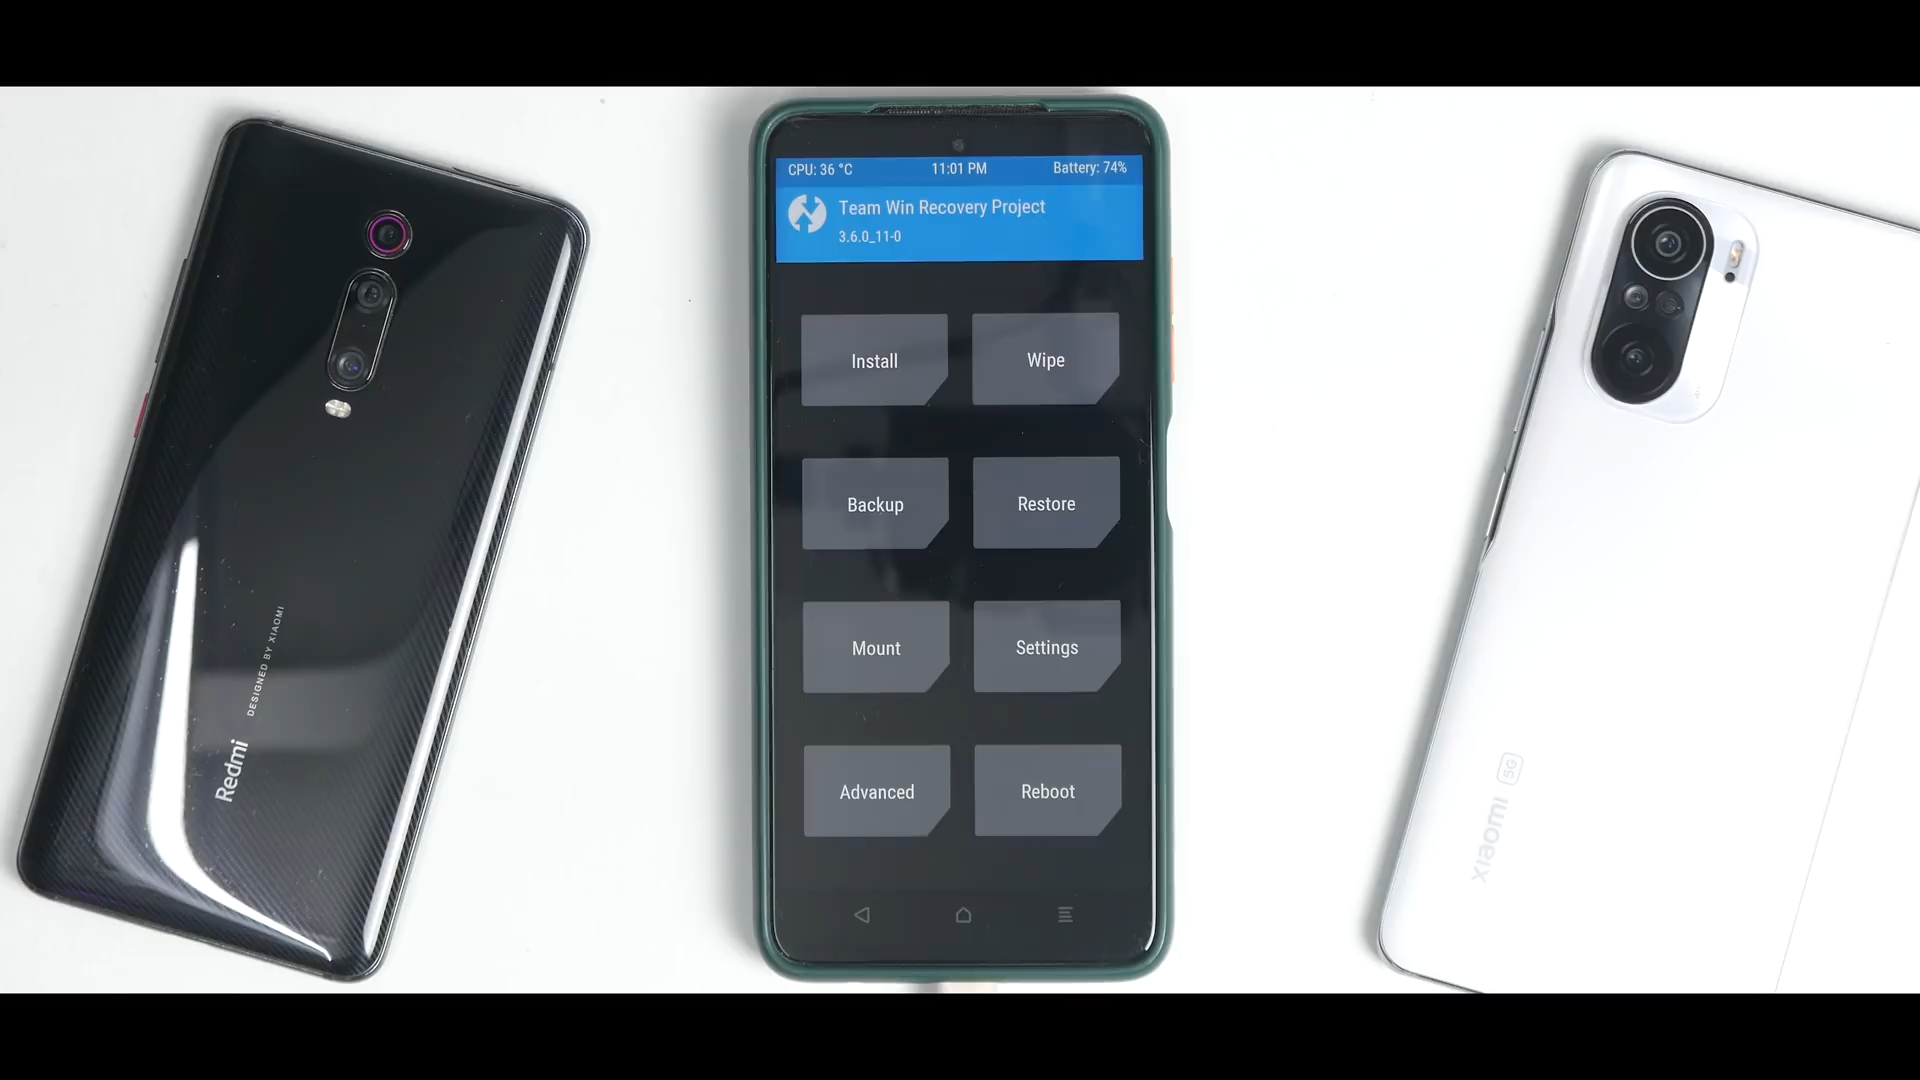 Redmi
DESIGNED BY XIAOMI
CPU: 36 °C 11:01 PM Battery: 74%
Team Win Recovery Project
3.6.0_11-0
Install Wipe
Backup Restore
Mount Settings
Advanced Reboot
xiaomi 5G